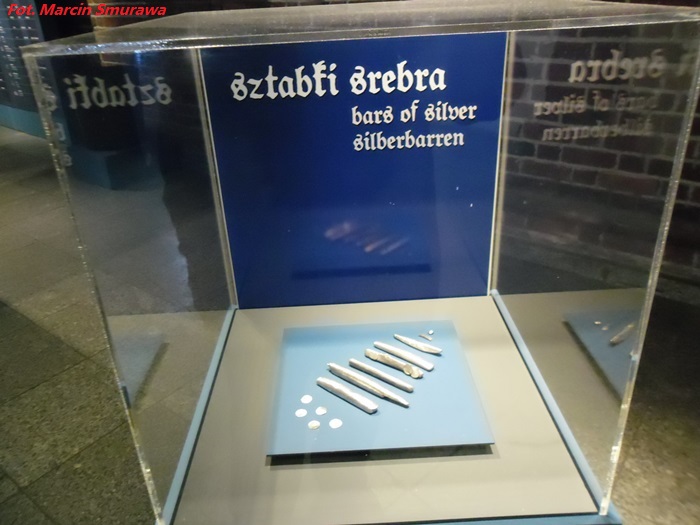 Fot. Marcin Smurawa
sztabki srebra
bars of silver
silberbarren